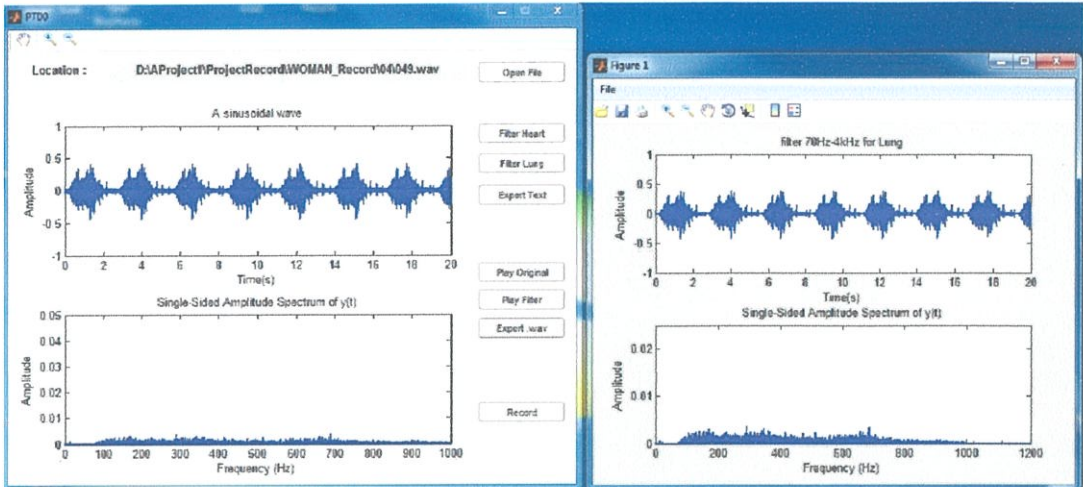 PTD0
Location : D:\AProject1\ProjectRecord\WOMAN_Record\04\049.wav
Open File
A sinusoidal wave
Filter Heart
Filter Lung
Export Text
Amplitude
1
0.5
0
-0.5
-1
0 2 4 6 8 10 12 14 16 18 20
Time(s)
Play Original
Play Filter
Export .wav
Record
Single-Sided Amplitude Spectrum of y(t)
Amplitude
0.05
0.04
0.03
0.02
0.01
0
0 100 200 300 400 500 600 700 800 900 1000
Frequency (Hz)
Figure 1
File
filter 70Hz-4kHz for Lung
Amplitude
1
0.5
0
-0.5
-1
0 2 4 6 8 10 12 14 16 18 20
Time(s)
Single-Sided Amplitude Spectrum of y(t)
Amplitude
0.02
0.01
0
0 200 400 600 800 1000 1200
Frequency (Hz)